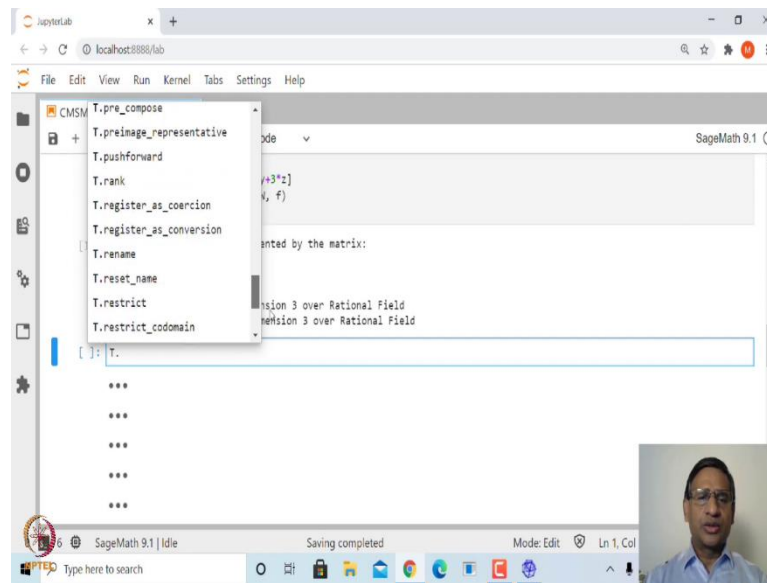 JupyterLab
localhost:8888/lab
M
File Edit View Run Kernel Tabs Settings Help
CMSM
T.pre_compose
T.preimage_representative
T.pushforward
T.rank
T.register_as_coercion
T.register_as_conversion
T.rename
T.reset_name
T.restrict
T.restrict_codomain
ode
SageMath 9.1
y+3*z]
f)
ented by the matrix:
nsion 3 over Rational Field
mension 3 over Rational Field
[ ]: T.
6 SageMath 9.1 | Idle Saving completed Mode: Edit Ln 1, Col
NPTEL
Type here to search